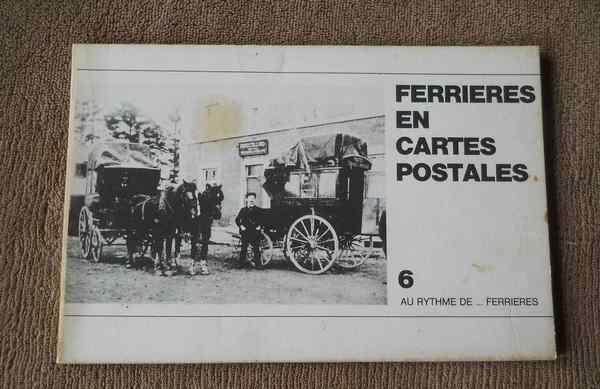 FERRIERES
EN
CARTES
POSTALES
6
AU RYTHME DE ... FERRIERES